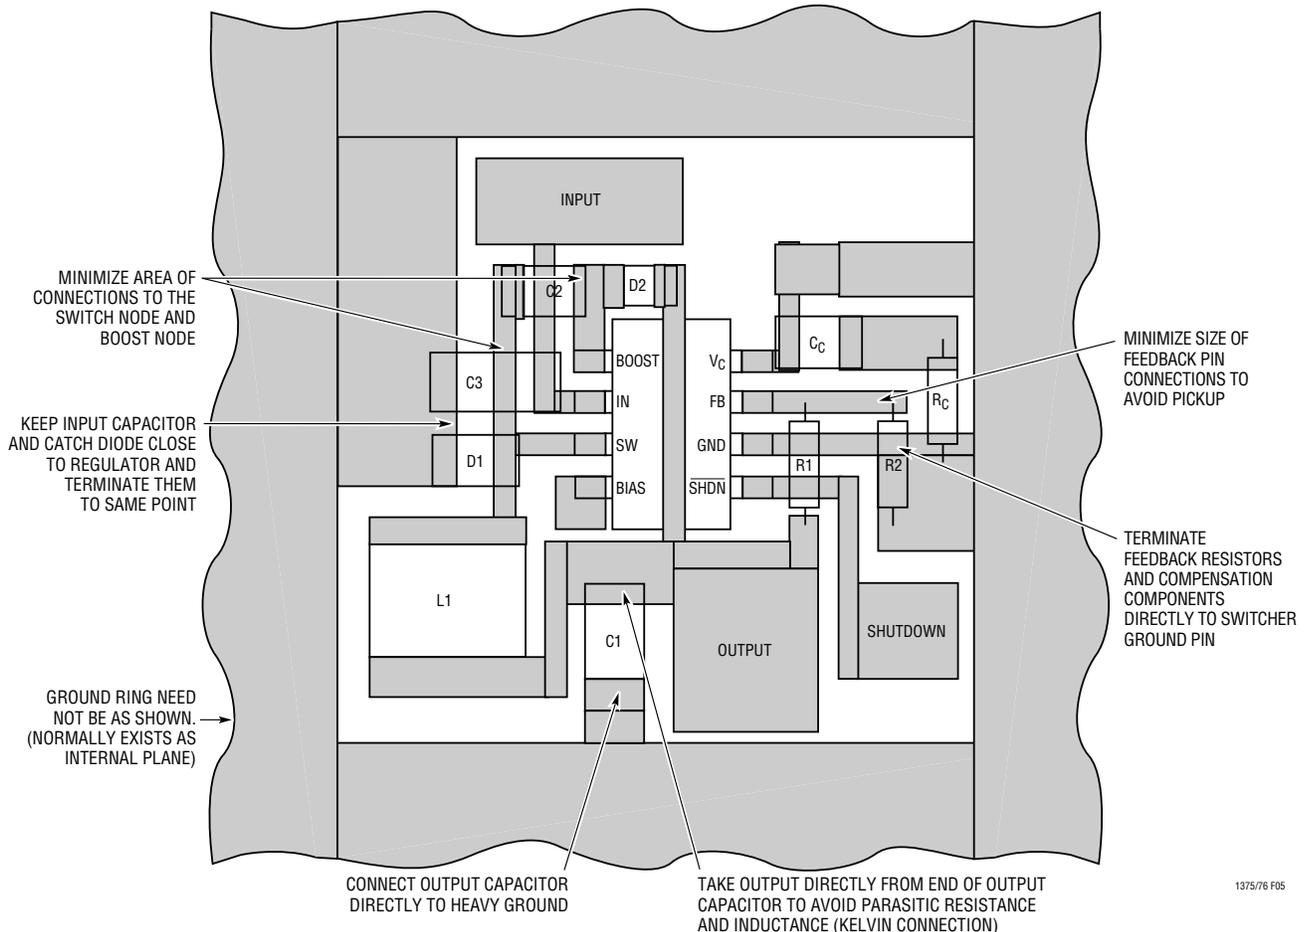 INPUT
MINIMIZE AREA OF
CONNECTIONS TO THE
SWITCH NODE AND
BOOST NODE
C2
D2
MINIMIZE SIZE OF
FEEDBACK PIN
CONNECTIONS TO
AVOID PICKUP
C3
BOOST
VC
CC
IN
FB
RC
KEEP INPUT CAPACITOR
AND CATCH DIODE CLOSE
TO REGULATOR AND
TERMINATE THEM
TO SAME POINT
D1
SW
GND
R1
R2
BIAS
SHDN
TERMINATE
FEEDBACK RESISTORS
AND COMPENSATION
COMPONENTS
DIRECTLY TO SWITCHER
GROUND PIN
L1
C1
OUTPUT
SHUTDOWN
GROUND RING NEED
NOT BE AS SHOWN.
(NORMALLY EXISTS AS
INTERNAL PLANE)
CONNECT OUTPUT CAPACITOR
DIRECTLY TO HEAVY GROUND
TAKE OUTPUT DIRECTLY FROM END OF OUTPUT
CAPACITOR TO AVOID PARASITIC RESISTANCE
AND INDUCTANCE (KELVIN CONNECTION)
1375/76 F05